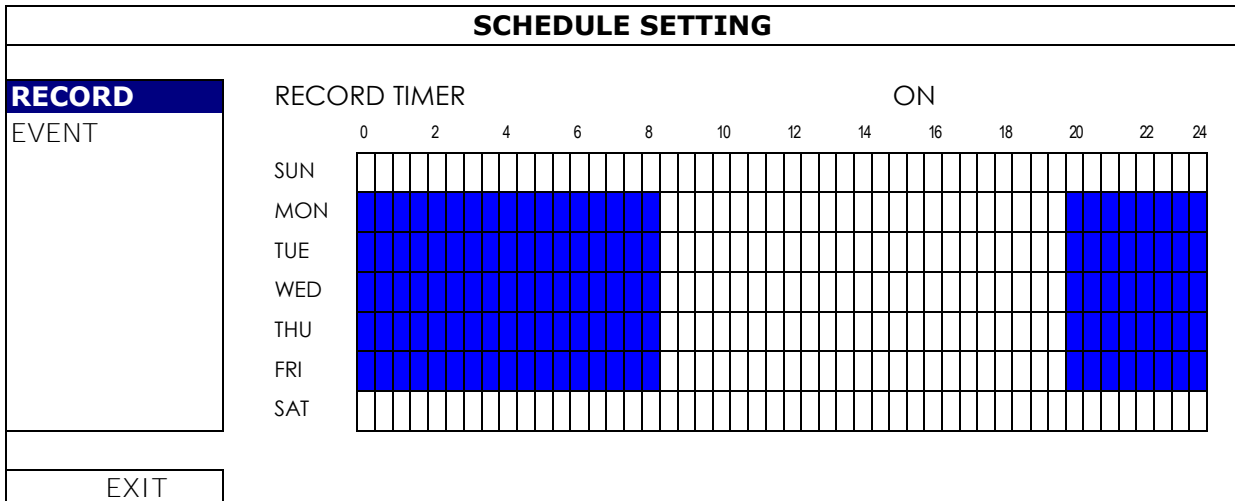 SCHEDULE SETTING
RECORD
EVENT
RECORD TIMER ON
0 2 4 6 8 10 12 14 16 18 20 22 24
SUN
MON
TUE
WED
THU
FRI
SAT
EXIT